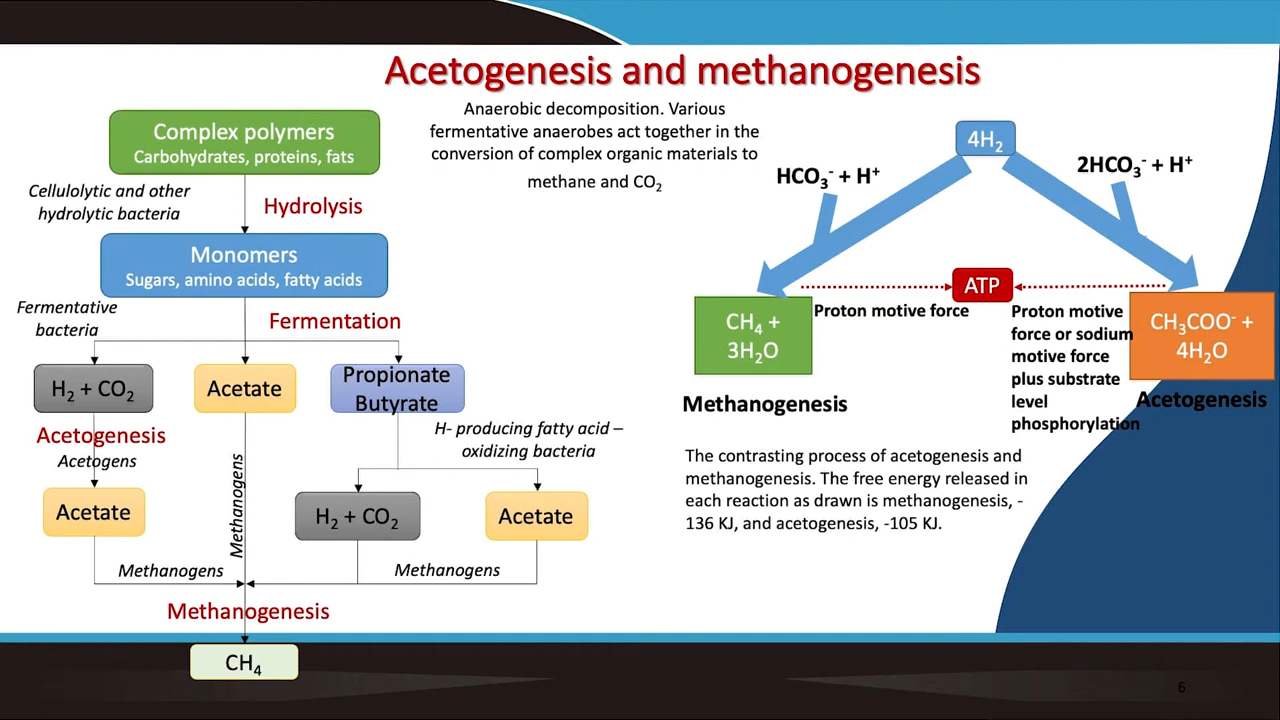 Acetogenesis and methanogenesis
Anaerobic decomposition. Various
fermentative anaerobes act together in the
conversion of complex organic materials to
methane and CO₂
Complex polymers
Carbohydrates, proteins, fats
Cellulolytic and other
hydrolytic bacteria
Hydrolysis
Monomers
Sugars, amino acids, fatty acids
Fermentative
bacteria
Fermentation
H₂ + CO₂
Acetate
Propionate
Butyrate
Acetogenesis
Acetogens
H- producing fatty acid –
oxidizing bacteria
Methanogens
Acetate
H₂ + CO₂
Acetate
Methanogens
Methanogens
Methanogenesis
CH₄
4H₂
HCO₃⁻ + H⁺
2HCO₃⁻ + H⁺
ATP
Proton motive force
Proton motive
force or sodium
motive force
plus substrate
level
phosphorylation
CH₄ +
3H₂O
CH₃COO⁻ +
4H₂O
Methanogenesis
Acetogenesis
The contrasting process of acetogenesis and
methanogenesis. The free energy released in
each reaction as drawn is methanogenesis, -
136 KJ, and acetogenesis, -105 KJ.
6